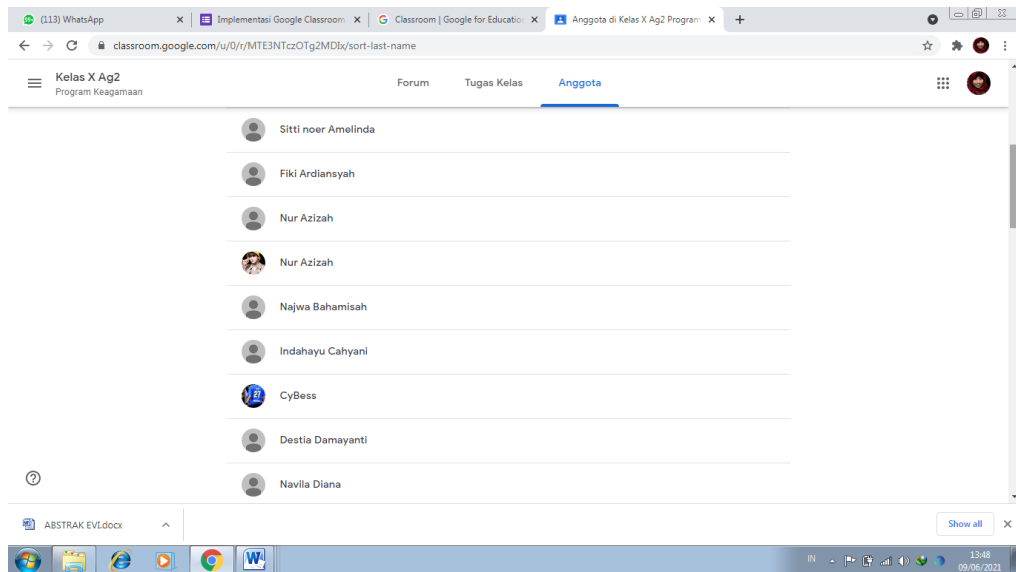 (113) WhatsApp
Implementasi Google Classroom
Classroom | Google for Education
Anggota di Kelas X Ag2 Program
classroom.google.com/u/0/r/MTE3NTczOTg2MDIx/sort-last-name
Kelas X Ag2
Program Keagamaan
Forum Tugas Kelas Anggota
Sitti noer Amelinda
Fiki Ardiansyah
Nur Azizah
Nur Azizah
Najwa Bahamisah
Indahayu Cahyani
27
CyBess
Destia Damayanti
Navila Diana
ABSTRAK EVI.docx
Show all
IN
13:48
09/06/2021